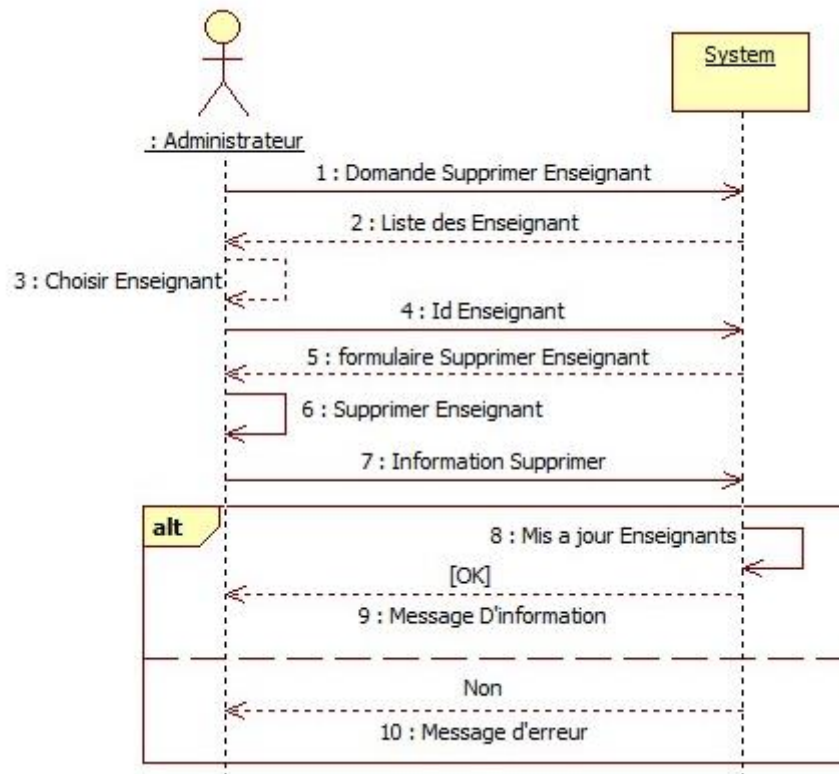 System
: Administrateur
1 : Domande Supprimer Enseignant
2 : Liste des Enseignant
3 : Choisir Enseignant
4 : Id Enseignant
5 : formulaire Supprimer Enseignant
6 : Supprimer Enseignant
7 : Information Supprimer
alt
8 : Mis a jour Enseignants
[OK]
9 : Message D'information
Non
10 : Message d'erreur